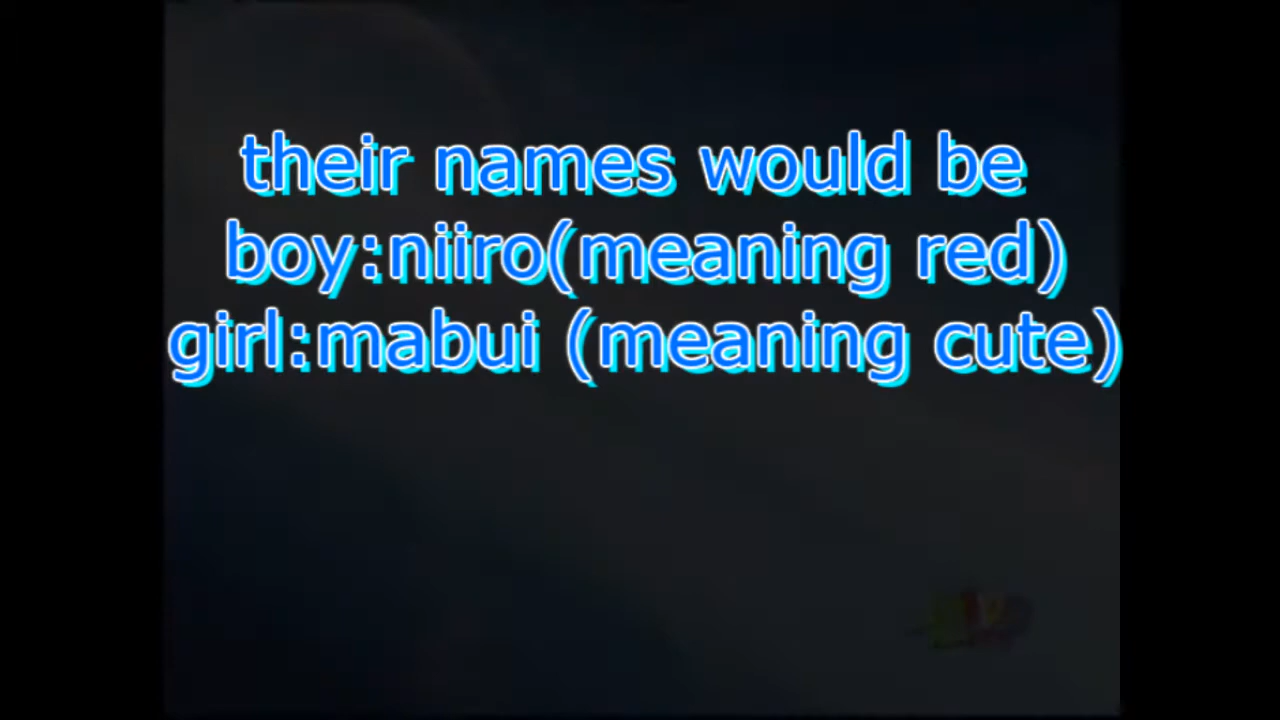 their names would be
boy:niiro(meaning red)
girl:mabui (meaning cute)